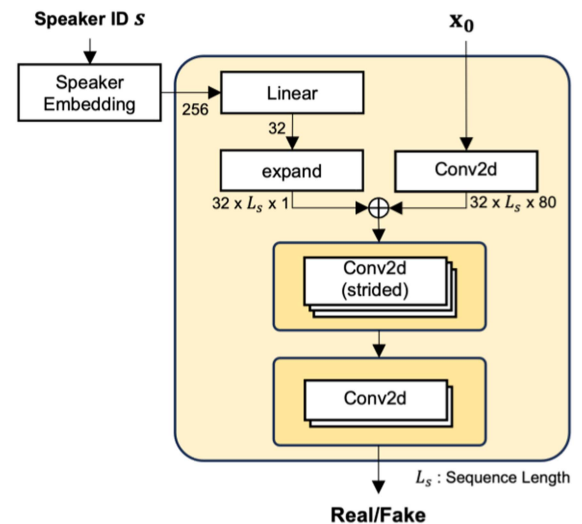 Speaker ID S
x₀
Speaker
Embedding
256
Linear
32
expand
Conv2d
32 x Lₛ x 1
32 x Lₛ x 80
Conv2d
(strided)
Conv2d
Lₛ : Sequence Length
Real/Fake